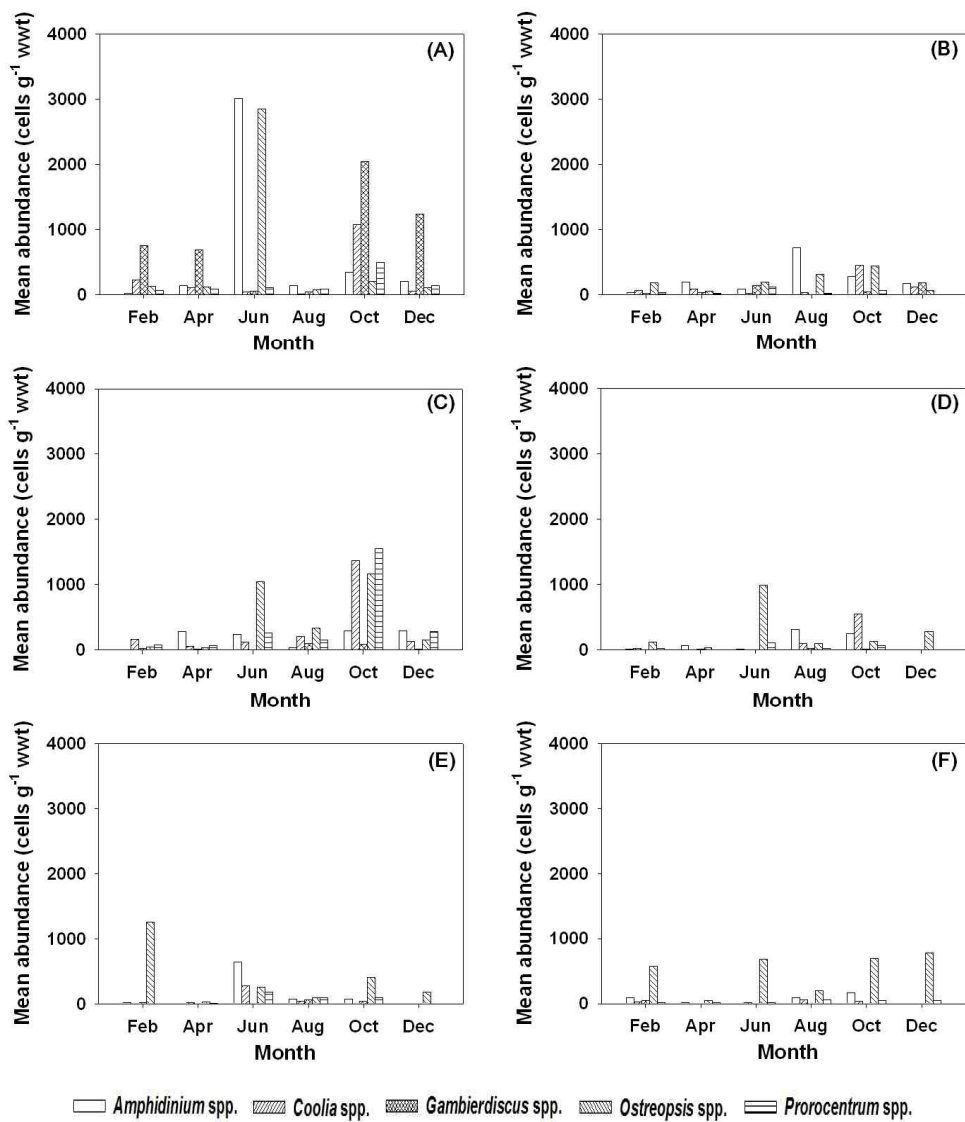 Mean abundance (cells g⁻¹ wwt)
4000
3000
2000
1000
0
(A)
Feb Apr Jun Aug Oct Dec
Month
Mean abundance (cells g⁻¹ wwt)
4000
3000
2000
1000
0
(B)
Feb Apr Jun Aug Oct Dec
Month
Mean abundance (cells g⁻¹ wwt)
4000
3000
2000
1000
0
(C)
Feb Apr Jun Aug Oct Dec
Month
Mean abundance (cells g⁻¹ wwt)
4000
3000
2000
1000
0
(D)
Feb Apr Jun Aug Oct Dec
Month
Mean abundance (cells g⁻¹ wwt)
4000
3000
2000
1000
0
(E)
Feb Apr Jun Aug Oct Dec
Month
Mean abundance (cells g⁻¹ wwt)
4000
3000
2000
1000
0
(F)
Feb Apr Jun Aug Oct Dec
Month
Amphidinium spp. Coolia spp. Gambierdiscus spp. Ostreopsis spp. Prorocentrum spp.